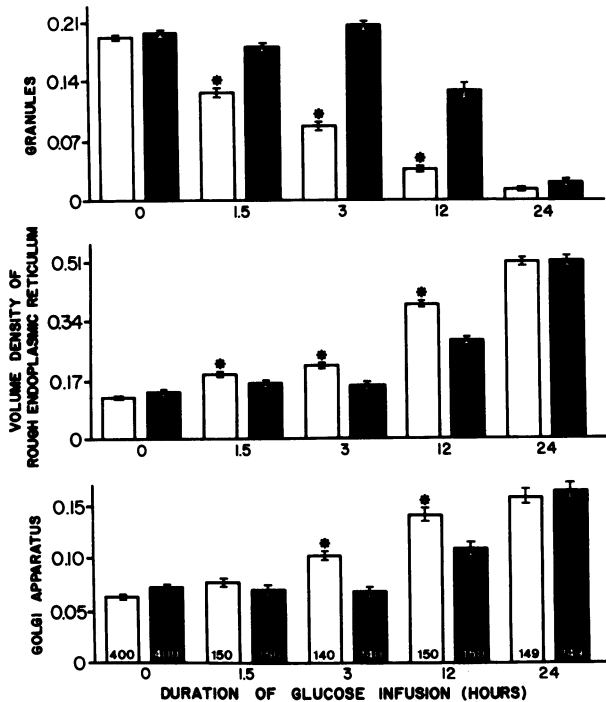 0.21
0.14
0.07
0
GRANULES
*
*
*
0 1.5 3 12 24
0.51
0.34
0.17
0
VOLUME DENSITY OF
ROUGH ENDOPLASMIC RETICULUM
*
*
*
0 1.5 3 12 24
0.15
0.10
0.05
0
GOLGI APPARATUS
*
*
400 400 150 140 150 149
0 1.5 3 12 24
DURATION OF GLUCOSE INFUSION (HOURS)